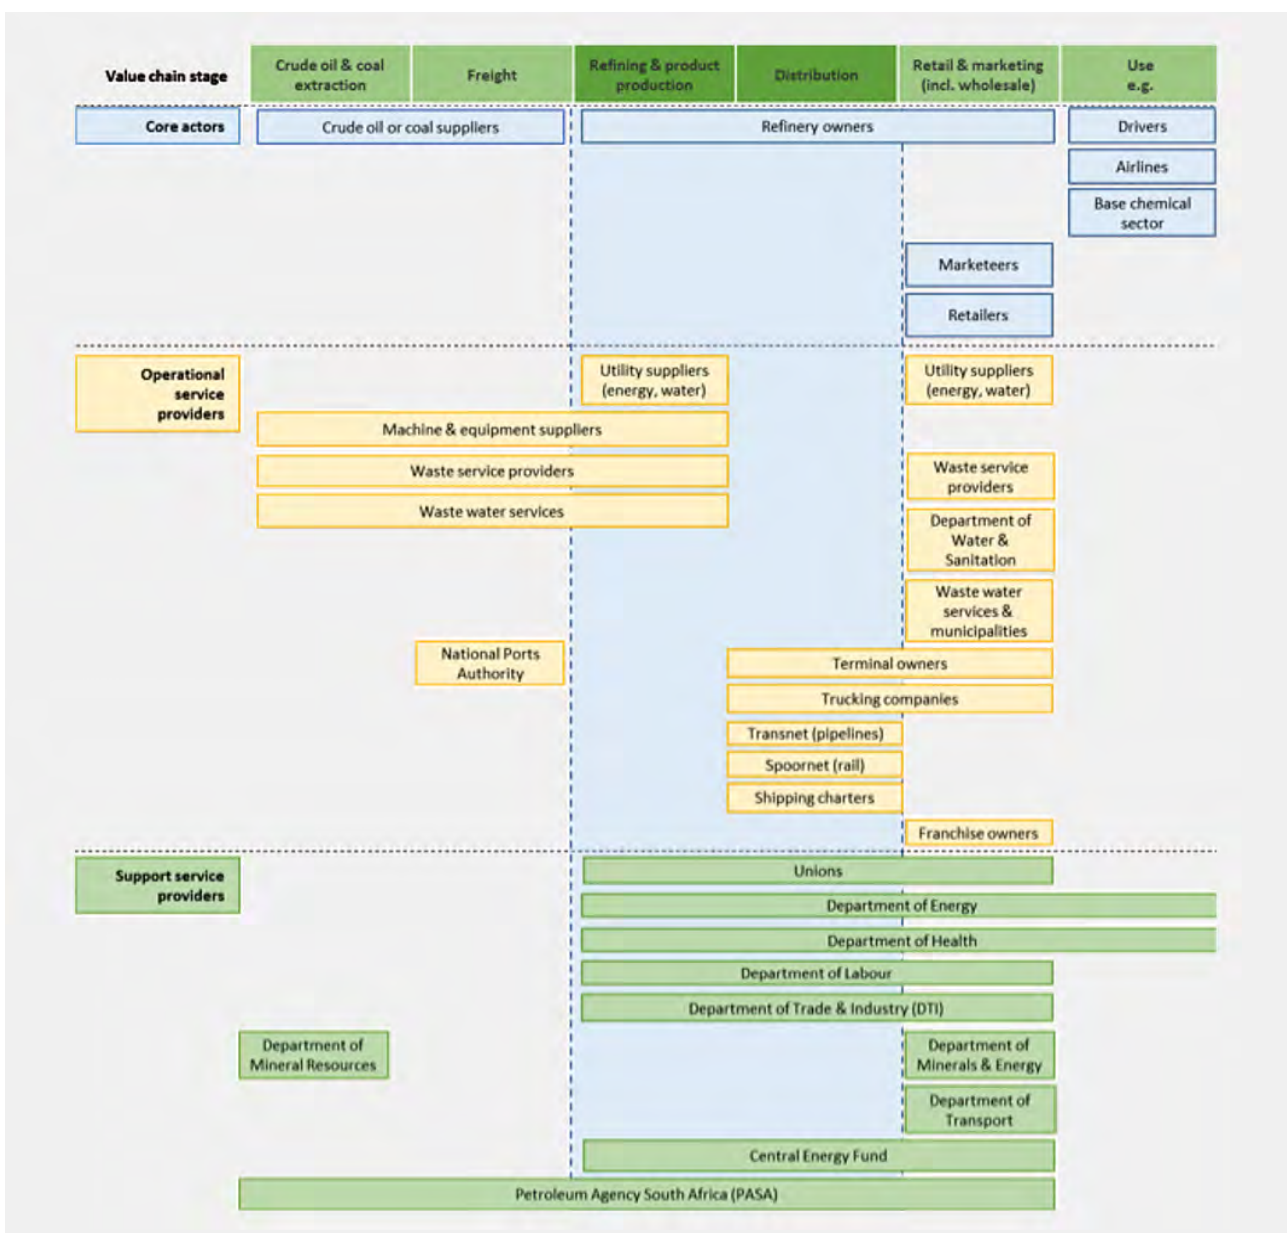 Value chain stage
Crude oil & coal
extraction
Freight
Refining & product
production
Distribution
Retail & marketing
(incl. wholesale)
Use
e.g.
Core actors
Crude oil or coal suppliers
Refinery owners
Drivers
Airlines
Base chemical
sector
Marketeers
Retailers
Operational
service
providers
Utility suppliers
(energy, water)
Utility suppliers
(energy, water)
Machine & equipment suppliers
Waste service providers
Waste service
providers
Waste water services
Department of
Water &
Sanitation
Waste water
services &
municipalities
National Ports
Authority
Terminal owners
Trucking companies
Transnet (pipelines)
Spoornet (rail)
Shipping charters
Franchise owners
Support service
providers
Unions
Department of Energy
Department of Health
Department of Labour
Department of Trade & Industry (DTI)
Department of
Mineral Resources
Department of
Minerals & Energy
Department of
Transport
Central Energy Fund
Petroleum Agency South Africa (PASA)